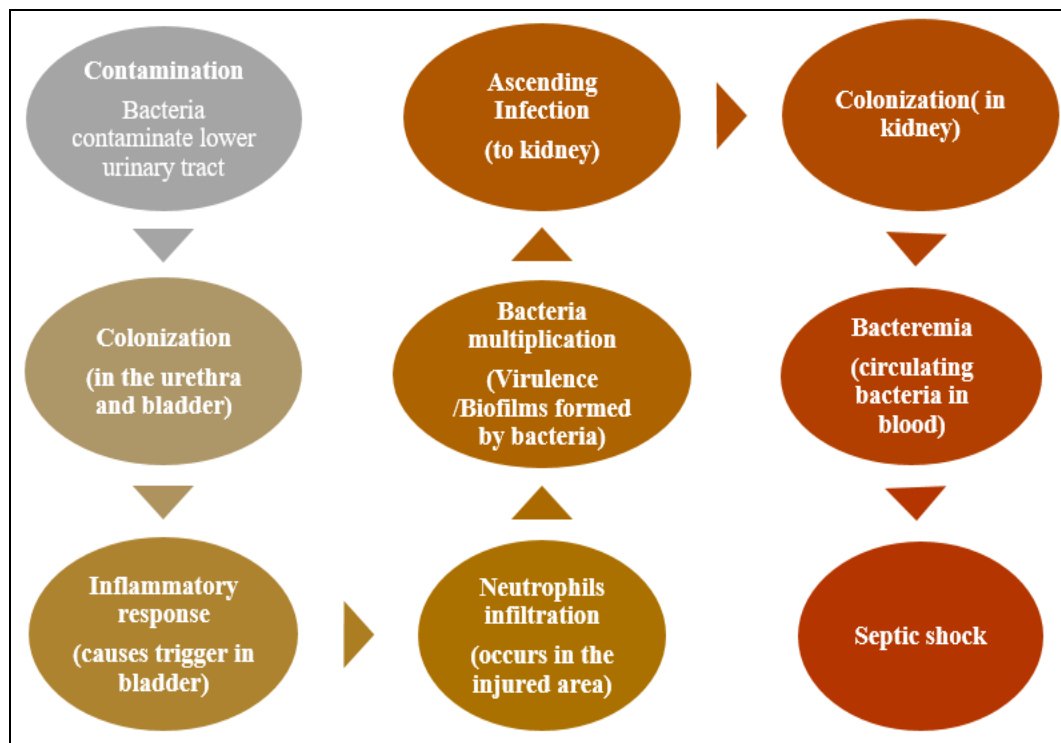 Contamination
Bacteria
contaminate lower
urinary tract
Colonization
(in the urethra
and bladder)
Inflammatory
response
(causes trigger in
bladder)
Neutrophils
infiltration
(occurs in the
injured area)
Bacteria
multiplication
(Virulence
/Biofilms formed
by bacteria)
Ascending
Infection
(to kidney)
Colonization( in
kidney)
Bacteremia
(circulating
bacteria in
blood)
Septic shock